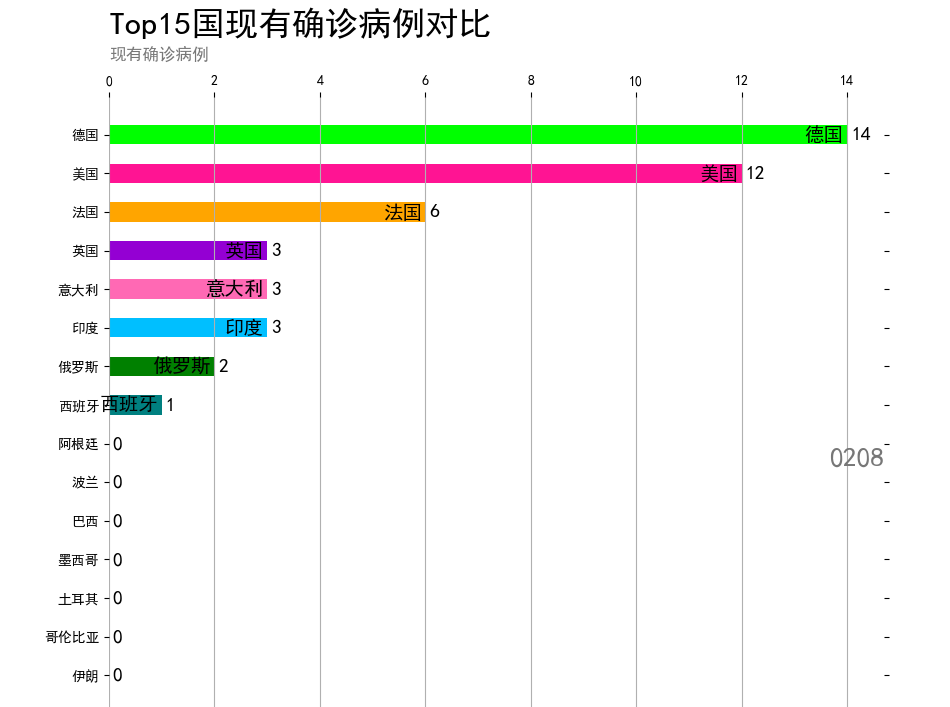 Top15国现有确诊病例对比
现有确诊病例
0 2 4 6 8 10 12 14
德国 德国 14
美国 美国 12
法国 法国 6
英国 英国 3
意大利 意大利 3
印度 印度 3
俄罗斯 俄罗斯 2
西班牙 西班牙 1
阿根廷 0
0208
波兰 0
巴西 0
墨西哥 0
土耳其 0
哥伦比亚 0
伊朗 0